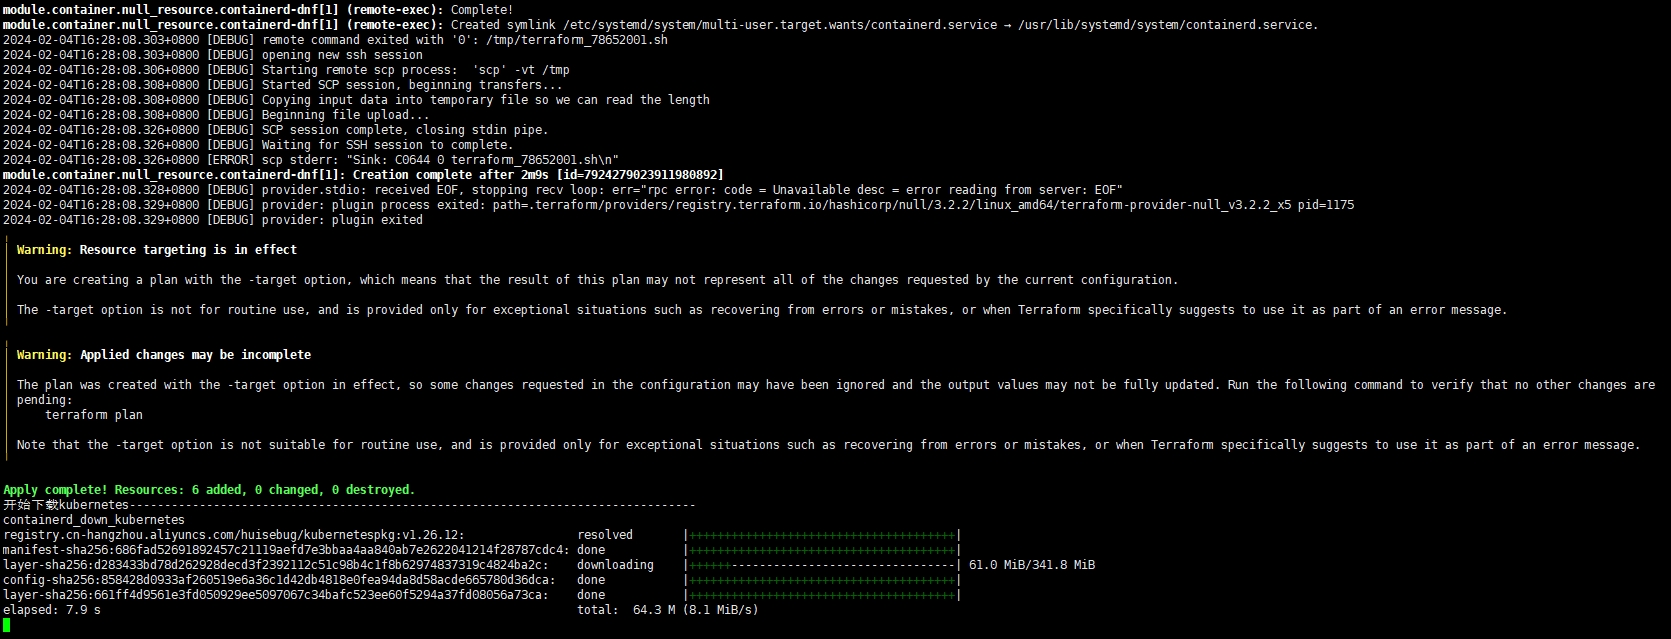 module.container.null_resource.containerd-dnf[1] (remote-exec): Complete!
module.container.null_resource.containerd-dnf[1] (remote-exec): Created symlink /etc/systemd/system/multi-user.target.wants/containerd.service → /usr/lib/systemd/system/containerd.service.
2024-02-04T16:28:08.303+0800 [DEBUG] remote command exited with '0': /tmp/terraform_78652001.sh
2024-02-04T16:28:08.303+0800 [DEBUG] opening new ssh session
2024-02-04T16:28:08.306+0800 [DEBUG] Starting remote scp process:  'scp' -vt /tmp
2024-02-04T16:28:08.308+0800 [DEBUG] Started SCP session, beginning transfers...
2024-02-04T16:28:08.308+0800 [DEBUG] Copying input data into temporary file so we can read the length
2024-02-04T16:28:08.308+0800 [DEBUG] Beginning file upload...
2024-02-04T16:28:08.326+0800 [DEBUG] SCP session complete, closing stdin pipe.
2024-02-04T16:28:08.326+0800 [DEBUG] Waiting for SSH session to complete.
2024-02-04T16:28:08.326+0800 [ERROR] scp stderr: "Sink: C0644 0 terraform_78652001.sh\n"
module.container.null_resource.containerd-dnf[1]: Creation complete after 2m9s [id=7924279023911980892]
2024-02-04T16:28:08.328+0800 [DEBUG] provider.stdio: received EOF, stopping recv loop: err="rpc error: code = Unavailable desc = error reading from server: EOF"
2024-02-04T16:28:08.329+0800 [DEBUG] provider: plugin process exited: path=.terraform/providers/registry.terraform.io/hashicorp/null/3.2.2/linux_amd64/terraform-provider-null_v3.2.2_x5 pid=1175
2024-02-04T16:28:08.329+0800 [DEBUG] provider: plugin exited
Warning: Resource targeting is in effect
You are creating a plan with the -target option, which means that the result of this plan may not represent all of the changes requested by the current configuration.
The -target option is not for routine use, and is provided only for exceptional situations such as recovering from errors or mistakes, or when Terraform specifically suggests to use it as part of an error message.
Warning: Applied changes may be incomplete
The plan was created with the -target option in effect, so some changes requested in the configuration may have been ignored and the output values may not be fully updated. Run the following command to verify that no other changes are
pending:
terraform plan
Note that the -target option is not suitable for routine use, and is provided only for exceptional situations such as recovering from errors or mistakes, or when Terraform specifically suggests to use it as part of an error message.
Apply complete! Resources: 6 added, 0 changed, 0 destroyed.
开始下载kubernetes---------------------------------------------------------------------------------
containerd_down_kubernetes
registry.cn-hangzhou.aliyuncs.com/huisebug/kubernetespkg:v1.26.12: resolved |++++++++++++++++++++++++++++++++++++++|
manifest-sha256:686fad52691892457c21119aefd7e3bbaa4aa840ab7e2622041214f28787cdc4: done |++++++++++++++++++++++++++++++++++++++|
layer-sha256:d283433bd78d262928decd3f2392112c51c98b4c1f8b62974837319c4824ba2c: downloading |++++++--------------------------------| 61.0 MiB/341.8 MiB
config-sha256:858428d0933af260519e6a36c1d42db4818e0fea94da8d58acde665780d36dca: done |++++++++++++++++++++++++++++++++++++++|
layer-sha256:661ff4d9561e3fd050929ee5097067c34bafc523ee60f5294a37fd08056a73ca: done |++++++++++++++++++++++++++++++++++++++|
elapsed: 7.9 s total:  64.3 M (8.1 MiB/s)